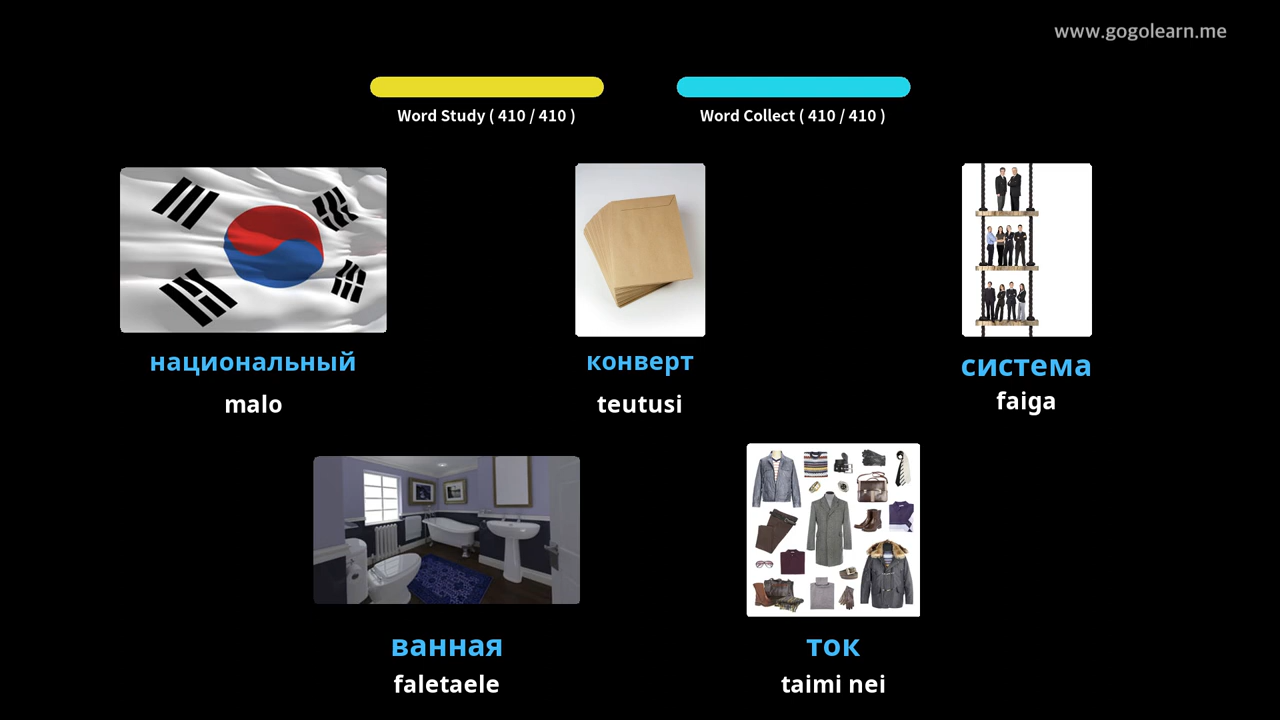 www.gogolearn.me
Word Study ( 410 / 410 )
Word Collect ( 410 / 410 )
национальный
malo
конверт
teutusi
система
faiga
ванная
faletaele
ток
taimi nei